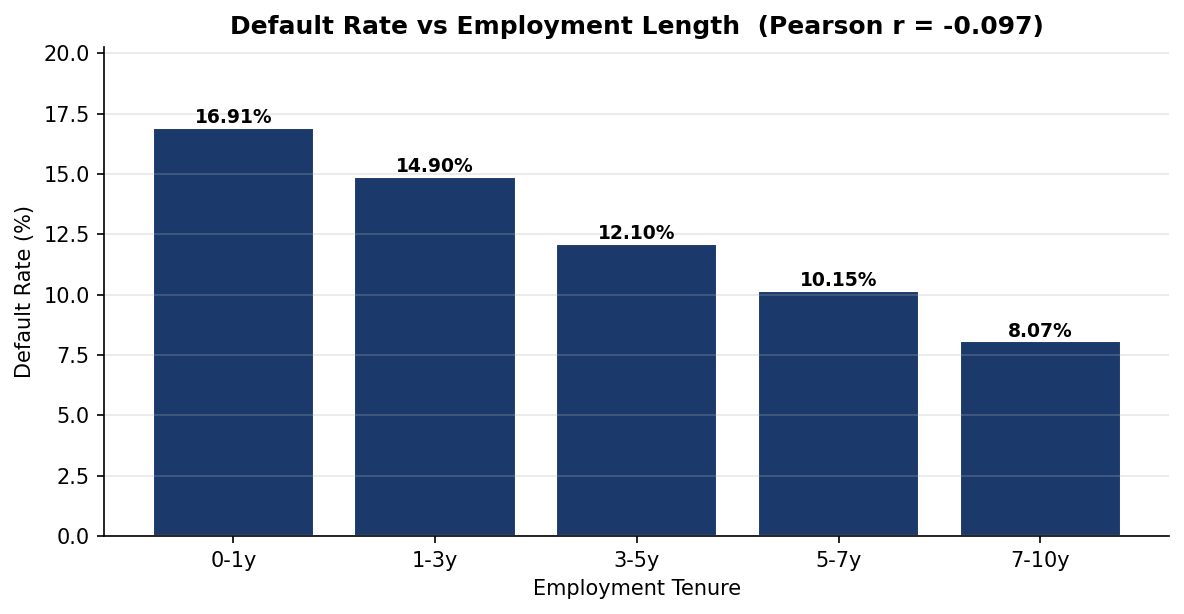 Default Rate vs Employment Length  (Pearson r = -0.097)
20.0
17.5
15.0
12.5
10.0
7.5
5.0
2.5
0.0
Default Rate (%)
16.91%
14.90%
12.10%
10.15%
8.07%
0-1y
1-3y
3-5y
5-7y
7-10y
Employment Tenure